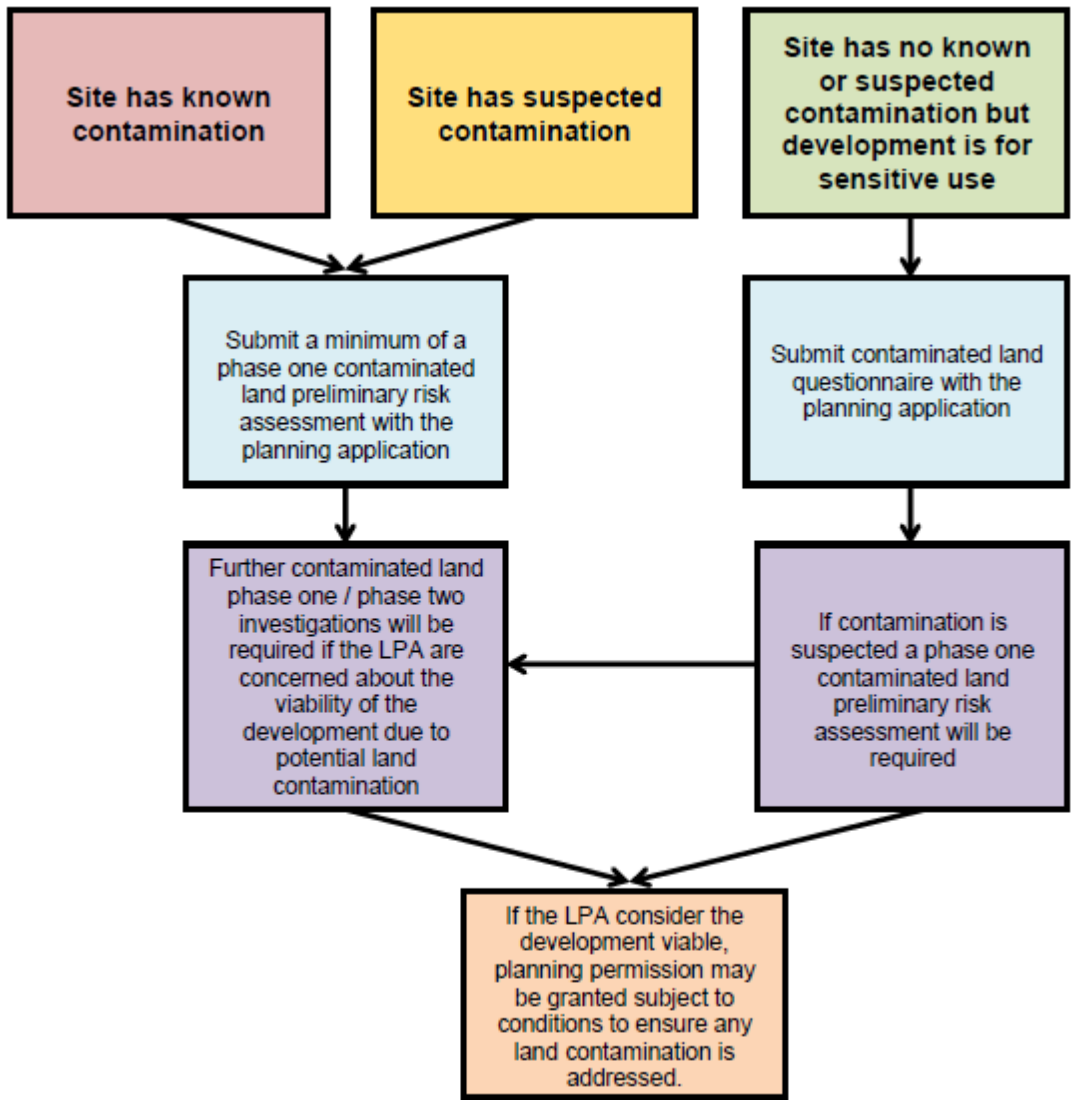 Site has known
contamination
Site has suspected
contamination
Site has no known
or suspected
contamination but
development is for
sensitive use
Submit a minimum of a
phase one contaminated
land preliminary risk
assessment with the
planning application
Submit contaminated land
questionnaire with the
planning application
Further contaminated land
phase one / phase two
investigations will be
required if the LPA are
concerned about the
viability of the
development due to
potential land
contamination
If contamination is
suspected a phase one
contaminated land
preliminary risk
assessment will be
required
If the LPA consider the
development viable,
planning permission may
be granted subject to
conditions to ensure any
land contamination is
addressed.